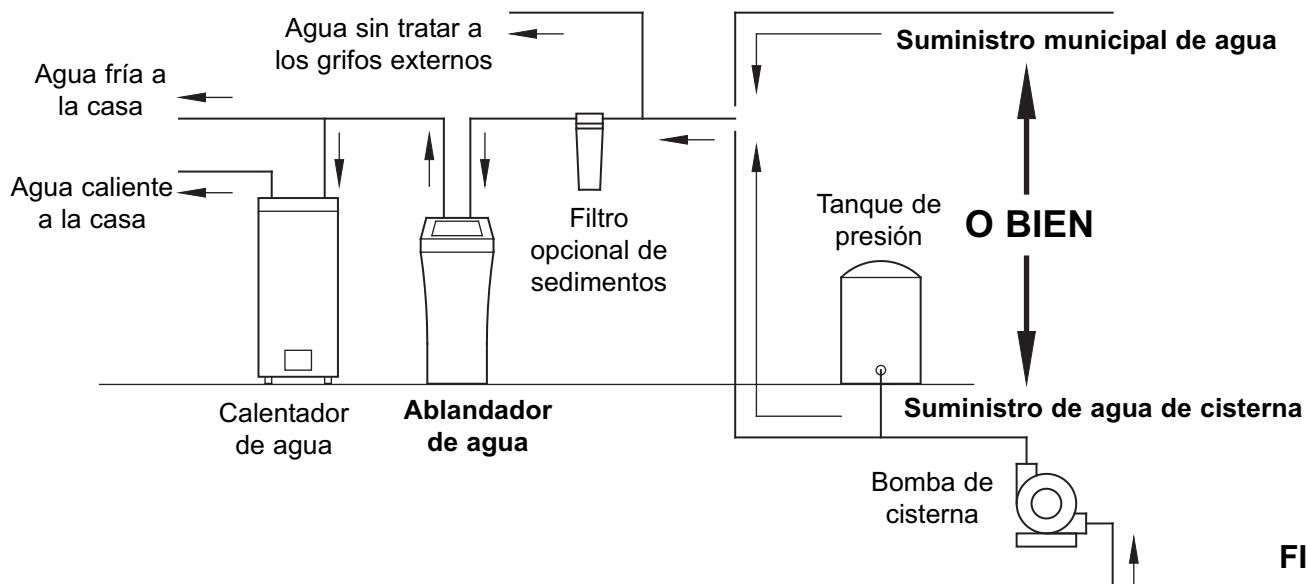 Agua sin tratar a
los grifos externos
Suministro municipal de agua
Agua fría a
la casa
Agua caliente
a la casa
Filtro
opcional de
sedimentos
Tanque de
presión
O BIEN
Calentador
de agua
Ablandador
de agua
Suministro de agua de cisterna
Bomba de
cisterna
FI